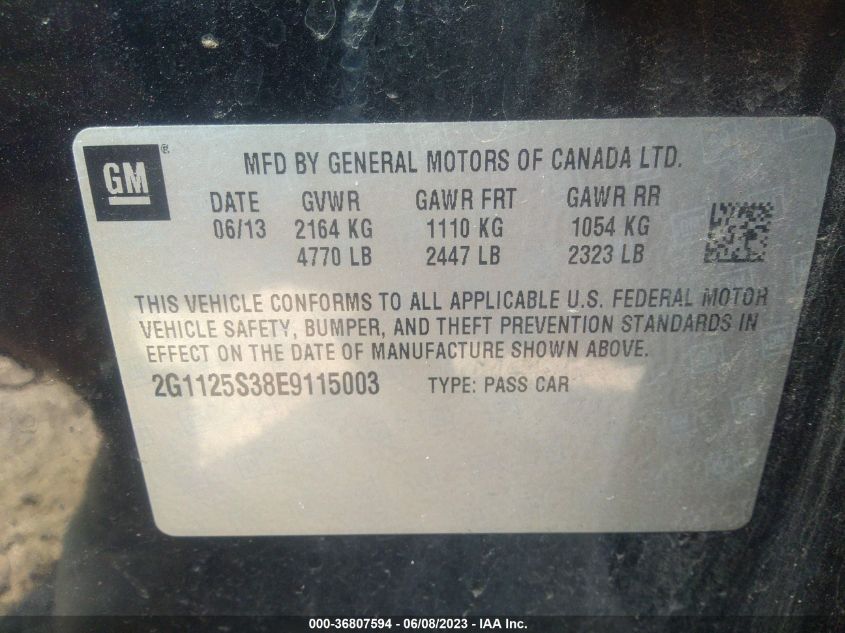 GM ®
MFD BY GENERAL MOTORS OF CANADA LTD.
DATE GVWR GAWR FRT GAWR RR
06/13 2164 KG 1110 KG 1054 KG
4770 LB 2447 LB 2323 LB
THIS VEHICLE CONFORMS TO ALL APPLICABLE U.S. FEDERAL MOTOR
VEHICLE SAFETY, BUMPER, AND THEFT PREVENTION STANDARDS IN
EFFECT ON THE DATE OF MANUFACTURE SHOWN ABOVE.
2G1125S38E9115003 TYPE: PASS CAR
000-36807594 - 06/08/2023 - IAA Inc.